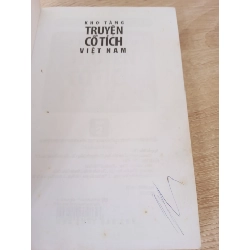 KHO TÀNG
TRUYỆN
CỔ TÍCH
VIỆT NAM